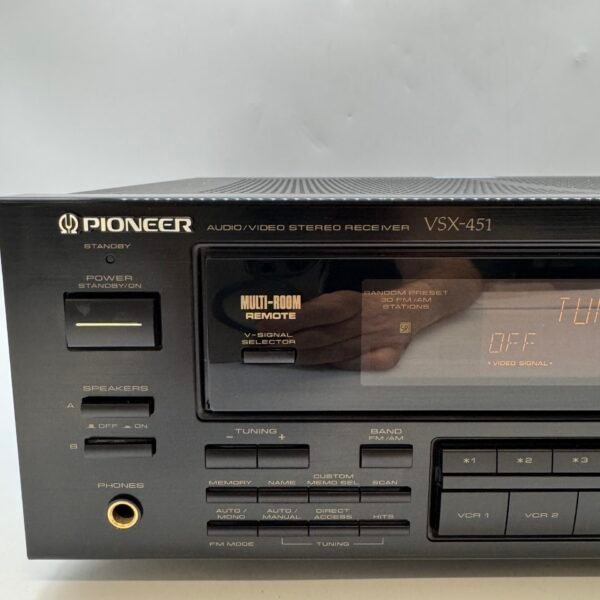 PIONEER AUDIO/VIDEO STEREO RECEIVER VSX-451
STANDBY
POWER
STANDBY/ON
MULTI-ROOM
REMOTE
V-SIGNAL
SELECTOR
RANDOM PRESET
30 FM/AM
STATIONS
OFF
• VIDEO SIGNAL •
SPEAKERS
A
OFF ON
B
PHONES
– TUNING +
BAND
FM/AM
MEMORY NAME CUSTOM MEMO SEL. SCAN
AUTO/ MONO AUTO/ MANUAL DIRECT ACCESS HITS
FM MODE TUNING
*1 *2 *3
VCR 1 VCR 2